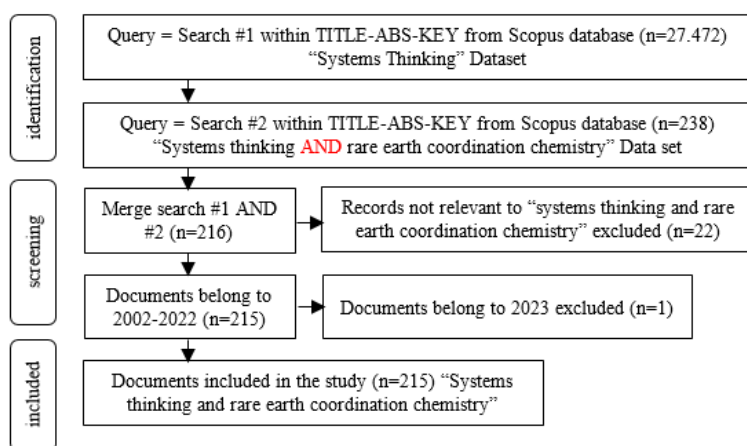 identification
Query = Search #1 within TITLE-ABS-KEY from Scopus database (n=27.472)
“Systems Thinking” Dataset
Query = Search #2 within TITLE-ABS-KEY from Scopus database (n=238)
“Systems thinking AND rare earth coordination chemistry” Data set
screening
Merge search #1 AND
#2 (n=216)
Records not relevant to “systems thinking and rare
earth coordination chemistry” excluded (n=22)
Documents belong to
2002-2022 (n=215)
Documents belong to 2023 excluded (n=1)
included
Documents included in the study (n=215) “Systems
thinking and rare earth coordination chemistry”